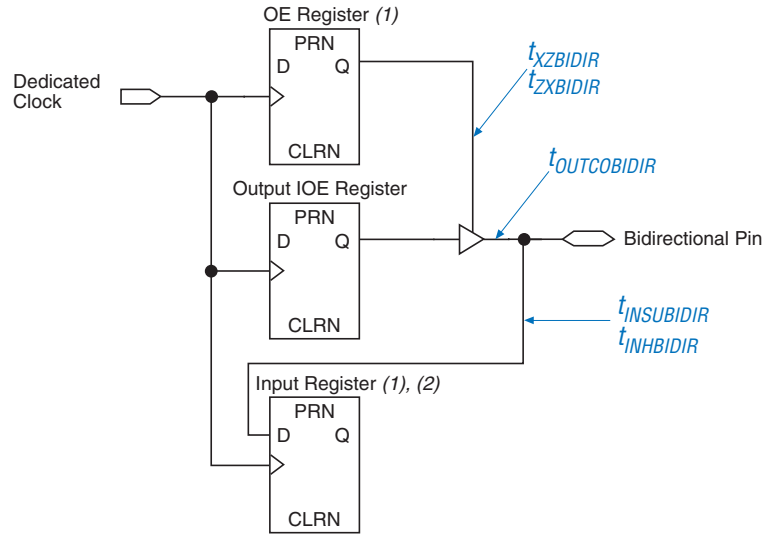 OE Register (1)
PRN
D Q
CLRN
Dedicated
Clock
tXZBIDIR
tZXBIDIR
tOUTCOBIDIR
Output IOE Register
PRN
D Q
CLRN
Bidirectional Pin
tINSUBIDIR
tINHBIDIR
Input Register (1), (2)
PRN
D Q
CLRN